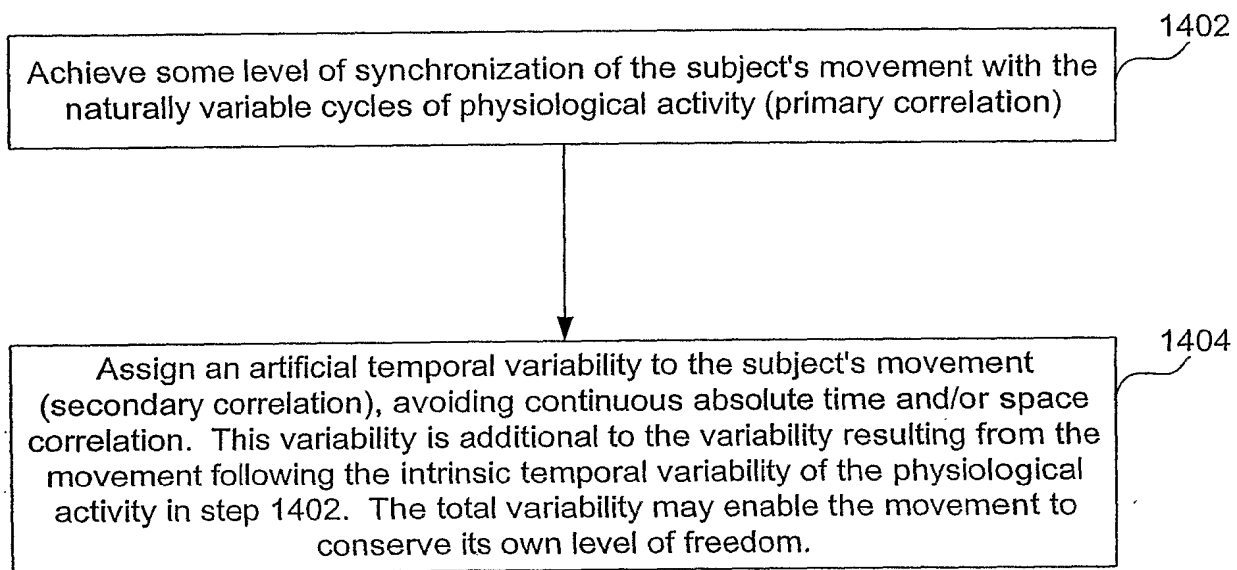 1402
Achieve some level of synchronization of the subject's movement with the
naturally variable cycles of physiological activity (primary correlation)
1404
Assign an artificial temporal variability to the subject's movement
(secondary correlation), avoiding continuous absolute time and/or space
correlation. This variability is additional to the variability resulting from the
movement following the intrinsic temporal variability of the physiological
activity in step 1402. The total variability may enable the movement to
conserve its own level of freedom.